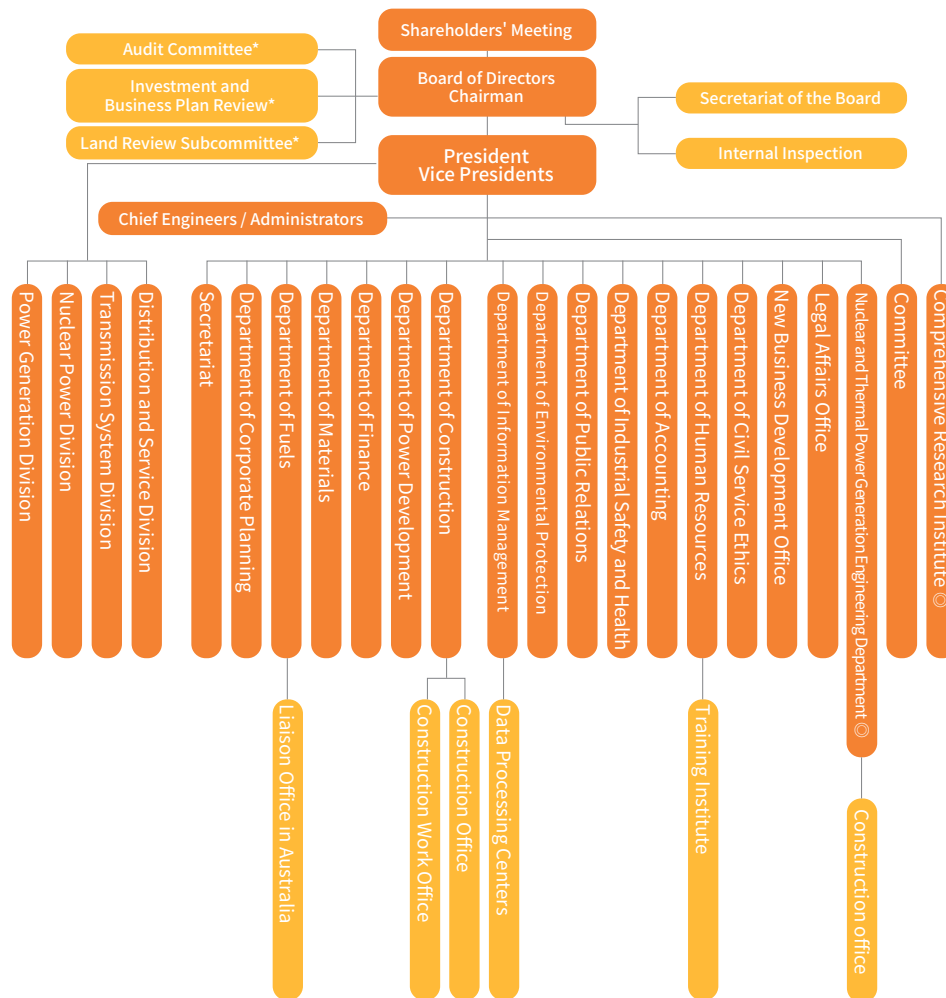 Shareholders' Meeting
Audit Committee*
Board of Directors
Chairman
Investment and
Business Plan Review*
Secretariat of the Board
Land Review Subcommittee*
Internal Inspection
President
Vice Presidents
Chief Engineers / Administrators
Power Generation Division
Nuclear Power Division
Transmission System Division
Distribution and Service Division
Secretariat
Department of Corporate Planning
Department of Fuels
Department of Materials
Department of Finance
Department of Power Development
Department of Construction
Department of Information Management
Department of Environmental Protection
Department of Public Relations
Department of Industrial Safety and Health
Department of Accounting
Department of Human Resources
Department of Civil Service Ethics
New Business Development Office
Legal Affairs Office
Nuclear and Thermal Power Generation Engineering Department ◎
Committee
Comprehensive Research Institute ◎
Liaison Office in Australia
Construction Work Office
Construction Office
Data Processing Centers
Training Institute
Construction office